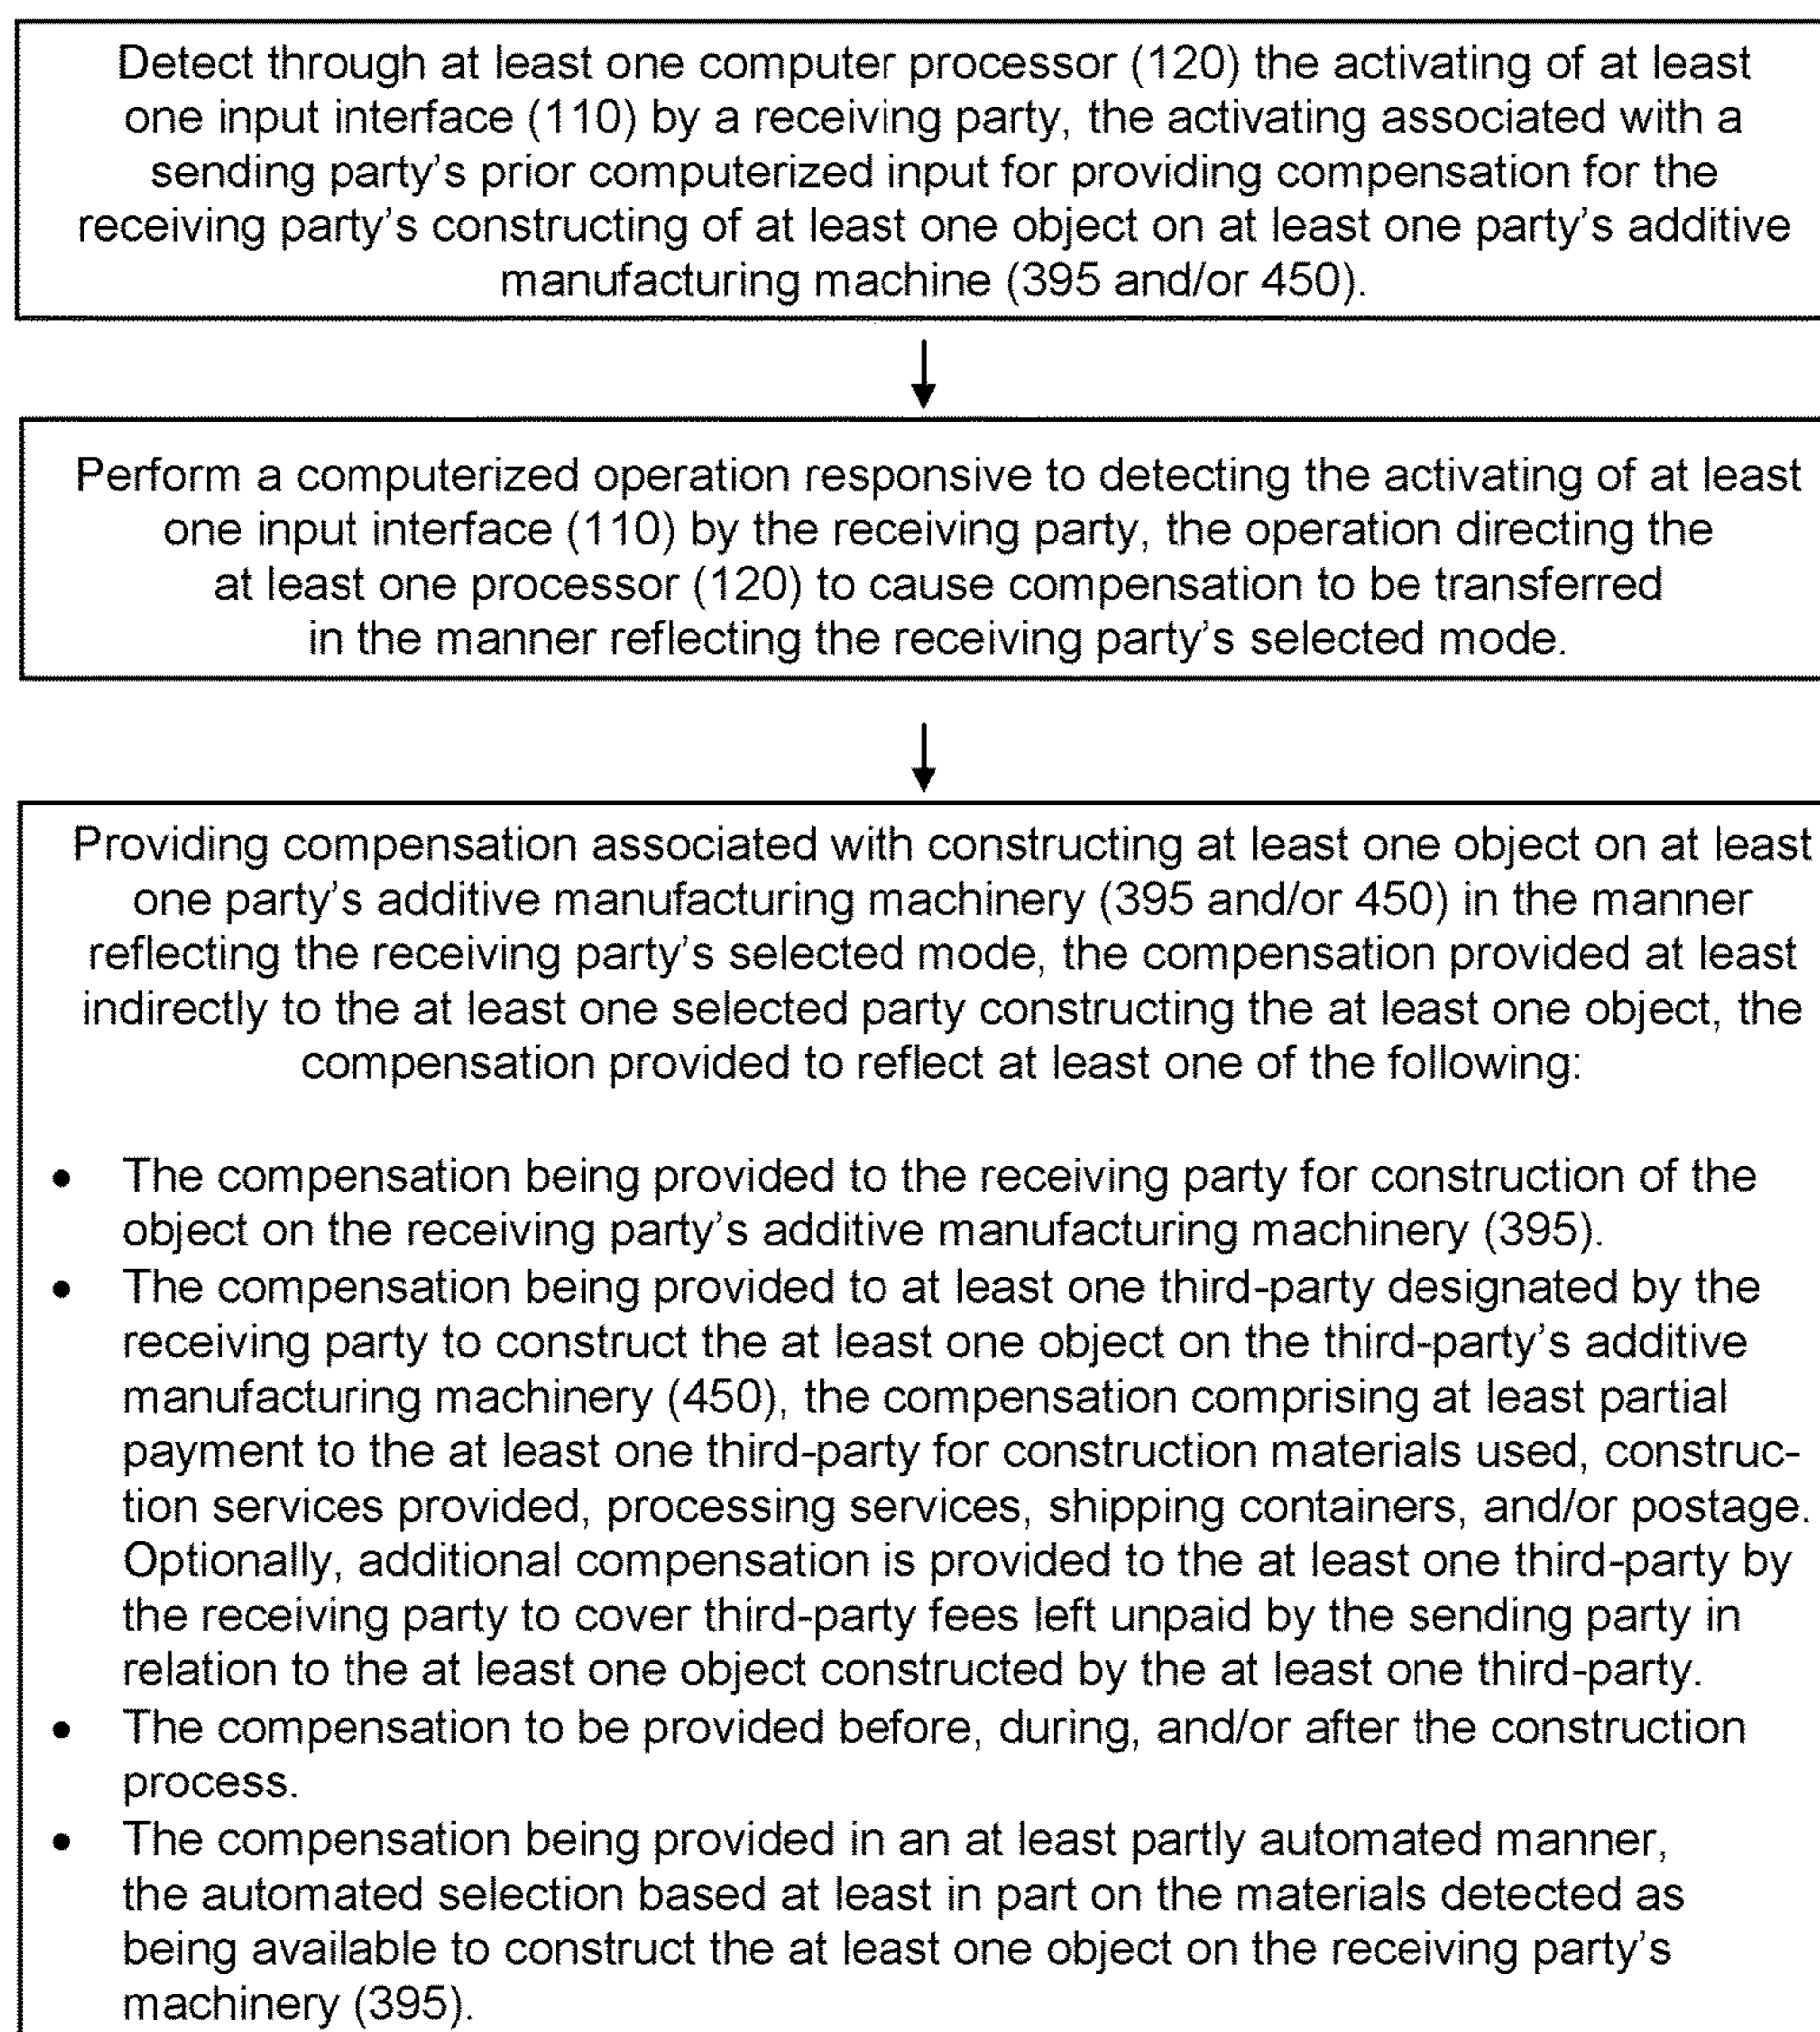 Detect through at least one computer processor (120) the activating of at least
one input interface (110) by a receiving party, the activating associated with a
sending party's prior computerized input for providing compensation for the
receiving party's constructing of at least one object on at least one party's additive
manufacturing machine (395 and/or 450).
Perform a computerized operation responsive to detecting the activating of at least
one input interface (110) by the receiving party, the operation directing the
at least one processor (120) to cause compensation to be transferred
in the manner reflecting the receiving party's selected mode.
Providing compensation associated with constructing at least one object on at least
one party's additive manufacturing machinery (395 and/or 450) in the manner
reflecting the receiving party's selected mode, the compensation provided at least
indirectly to the at least one selected party constructing the at least one object, the
compensation provided to reflect at least one of the following:
• The compensation being provided to the receiving party for construction of the
object on the receiving party's additive manufacturing machinery (395).
• The compensation being provided to at least one third-party designated by the
receiving party to construct the at least one object on the third-party's additive
manufacturing machinery (450), the compensation comprising at least partial
payment to the at least one third-party for construction materials used, construc-
tion services provided, processing services, shipping containers, and/or postage.
Optionally, additional compensation is provided to the at least one third-party by
the receiving party to cover third-party fees left unpaid by the sending party in
relation to the at least one object constructed by the at least one third-party.
• The compensation to be provided before, during, and/or after the construction
process.
• The compensation being provided in an at least partly automated manner,
the automated selection based at least in part on the materials detected as
being available to construct the at least one object on the receiving party's
machinery (395).